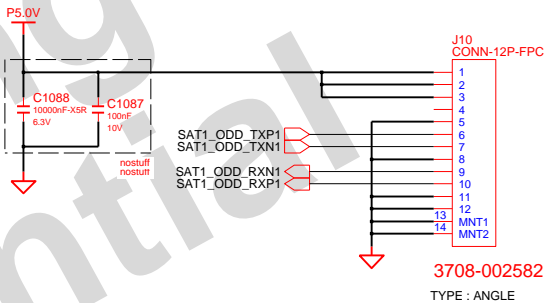 P5.0V
J10
CONN-12P-FPC
C1088
10000nF-X5R
6.3V
C1087
100nF
10V
nostuff
nostuff
SAT1_ODD_TXP1
SAT1_ODD_TXN1
SAT1_ODD_RXN1
SAT1_ODD_RXP1
1
2
3
4
5
6
7
8
9
10
11
12
13 MNT1
14 MNT2
3708-002582
TYPE : ANGLE